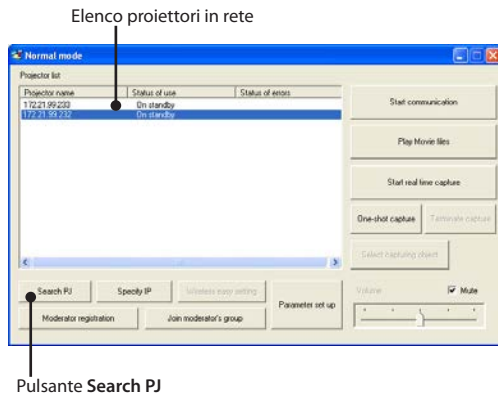 Elenco proiettori in rete
Normal mode
Projector list
Projector name Status of use Status of errors
172.21.99.233 On standby
172.21.99.232 On standby
Start communication
Play Movie files
Start real time capture
One-shot capture Terminate capture
Select capturing object
Search PJ Specify IP Wireless easy setting Parameter set up
Volume Mute
Moderator registration Join moderator's group
Pulsante Search PJ